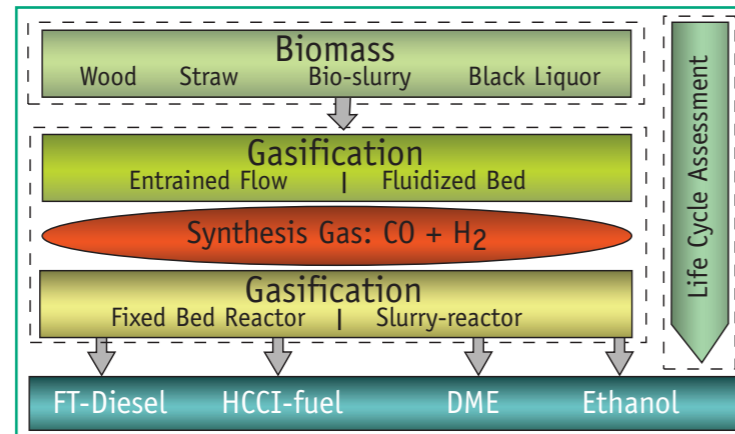 Biomass
Wood Straw Bio-slurry Black Liquor
Gasification
Entrained Flow | Fluidized Bed
Synthesis Gas: CO + H₂
Gasification
Fixed Bed Reactor | Slurry-reactor
FT-Diesel HCCI-fuel DME Ethanol
Life Cycle Assessment